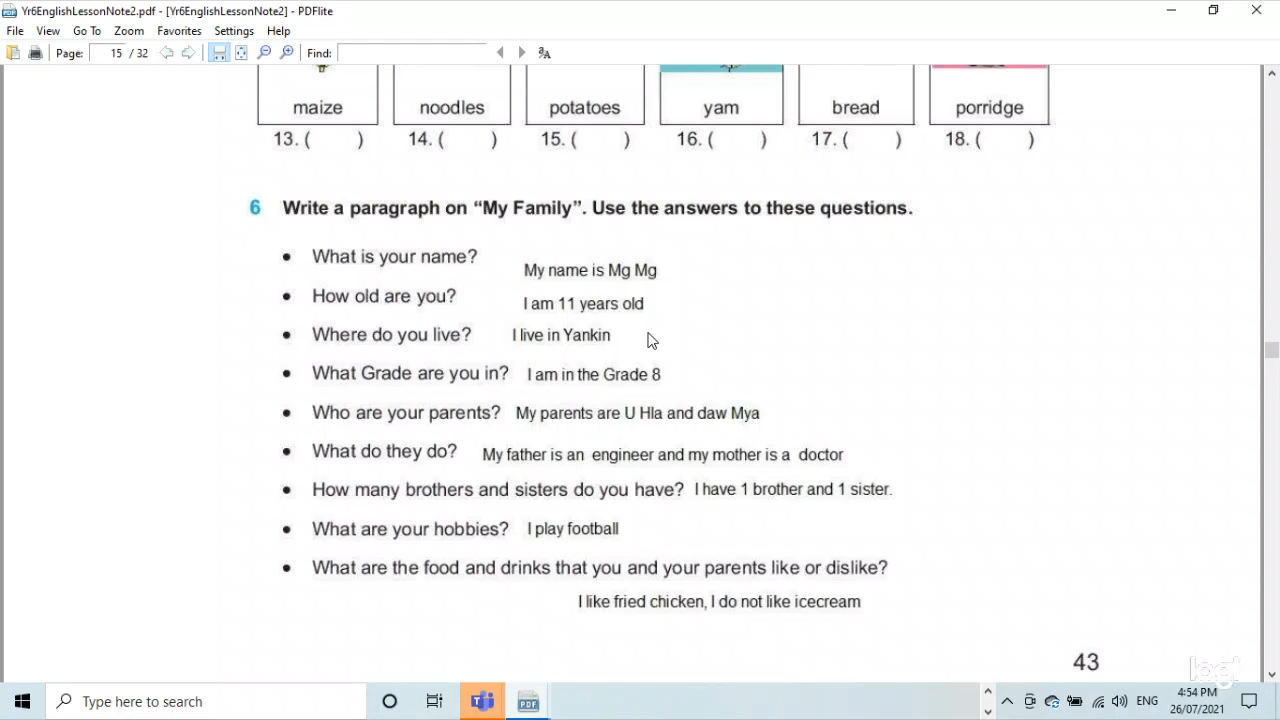 Yr6EnglishLessonNote2.pdf - [Yr6EnglishLessonNote2] - PDFlite
File View Go To Zoom Favorites Settings Help
Page: 15 / 32 Find:
maize noodles potatoes yam bread porridge
13. ( ) 14. ( ) 15. ( ) 16. ( ) 17. ( ) 18. ( )
6 Write a paragraph on “My Family”. Use the answers to these questions.
• What is your name? My name is Mg Mg
• How old are you? I am 11 years old
• Where do you live? I live in Yankin
• What Grade are you in? I am in the Grade 8
• Who are your parents? My parents are U Hla and daw Mya
• What do they do? My father is an engineer and my mother is a doctor
• How many brothers and sisters do you have? I have 1 brother and 1 sister.
• What are your hobbies? I play football
• What are the food and drinks that you and your parents like or dislike?
I like fried chicken, I do not like icecream
43
legi
Type here to search
ENG
4:54 PM
26/07/2021